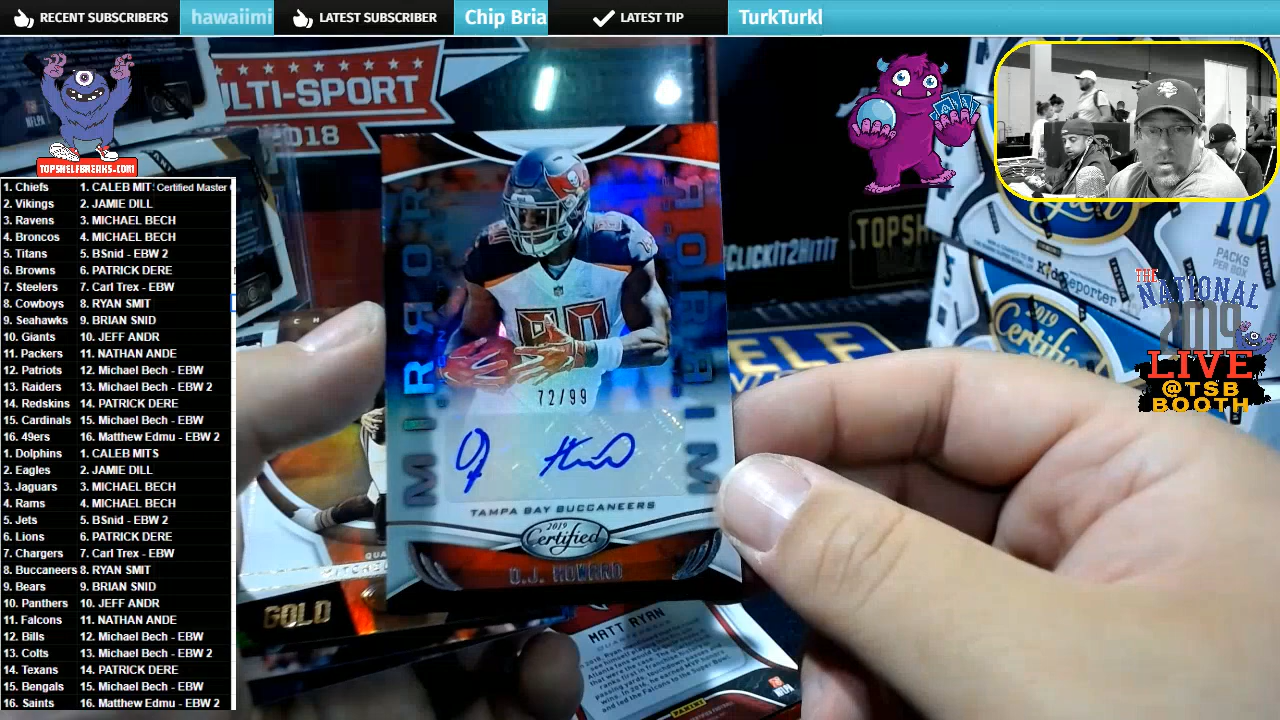 RECENT SUBSCRIBERS
hawaiimi
LATEST SUBSCRIBER
Chip Bria
LATEST TIP
TurkTurkl
TOPSHELFBREAKS.COM
1. Chiefs 1. CALEB MIT Certified Master
2. Vikings 2. JAMIE DILL
3. Ravens 3. MICHAEL BECH
4. Broncos 4. MICHAEL BECH
5. Titans 5. BSnid - EBW 2
6. Browns 6. PATRICK DERE
7. Steelers 7. Carl Trex - EBW
8. Cowboys 8. RYAN SMIT
9. Seahawks 9. BRIAN SNID
10. Giants 10. JEFF ANDR
11. Packers 11. NATHAN ANDE
12. Patriots 12. Michael Bech - EBW
13. Raiders 13. Michael Bech - EBW 2
14. Redskins 14. PATRICK DERE
15. Cardinals 15. Michael Bech - EBW
16. 49ers 16. Matthew Edmu - EBW 2
1. Dolphins 1. CALEB MITS
2. Eagles 2. JAMIE DILL
3. Jaguars 3. MICHAEL BECH
4. Rams 4. MICHAEL BECH
5. Jets 5. BSnid - EBW 2
6. Lions 6. PATRICK DERE
7. Chargers 7. Carl Trex - EBW
8. Buccaneers 8. RYAN SMIT
9. Bears 9. BRIAN SNID
10. Panthers 10. JEFF ANDR
11. Falcons 11. NATHAN ANDE
12. Bills 12. Michael Bech - EBW
13. Colts 13. Michael Bech - EBW 2
14. Texans 14. PATRICK DERE
15. Bengals 15. Michael Bech - EBW
16. Saints 16. Matthew Edmu - EBW 2
ULTI-SPORT
2018
MIRROR
MIRROR
80
72/99
TAMPA BAY BUCCANEERS
2019
Certified
O.J. HOWARD
GOLD
MATT RYAN
PANINI
TOPSH
CLICKIT2HITIT
ELF
10
PACKS
PER BOX
Kids
Reporter
2019
Certified
THE
NATIONAL
2019
LIVE
@TSB
BOOTH